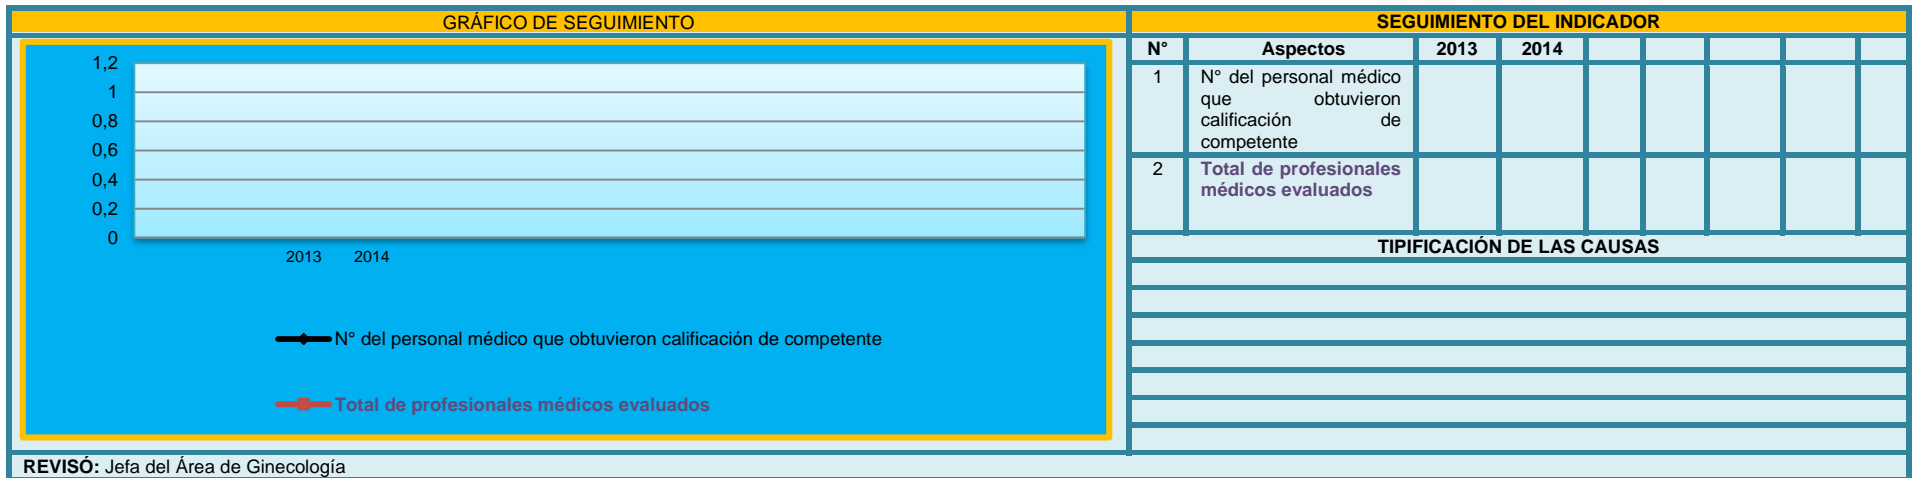 GRÁFICO DE SEGUIMIENTO
1,2
1
0,8
0,6
0,4
0,2
0
2013 2014
N° del personal médico que obtuvieron calificación de competente
Total de profesionales médicos evaluados
SEGUIMIENTO DEL INDICADOR
N° Aspectos 2013 2014
1 N° del personal médico
que obtuvieron
calificación de
competente
2 Total de profesionales
médicos evaluados
TIPIFICACIÓN DE LAS CAUSAS
REVISÓ: Jefa del Área de Ginecología